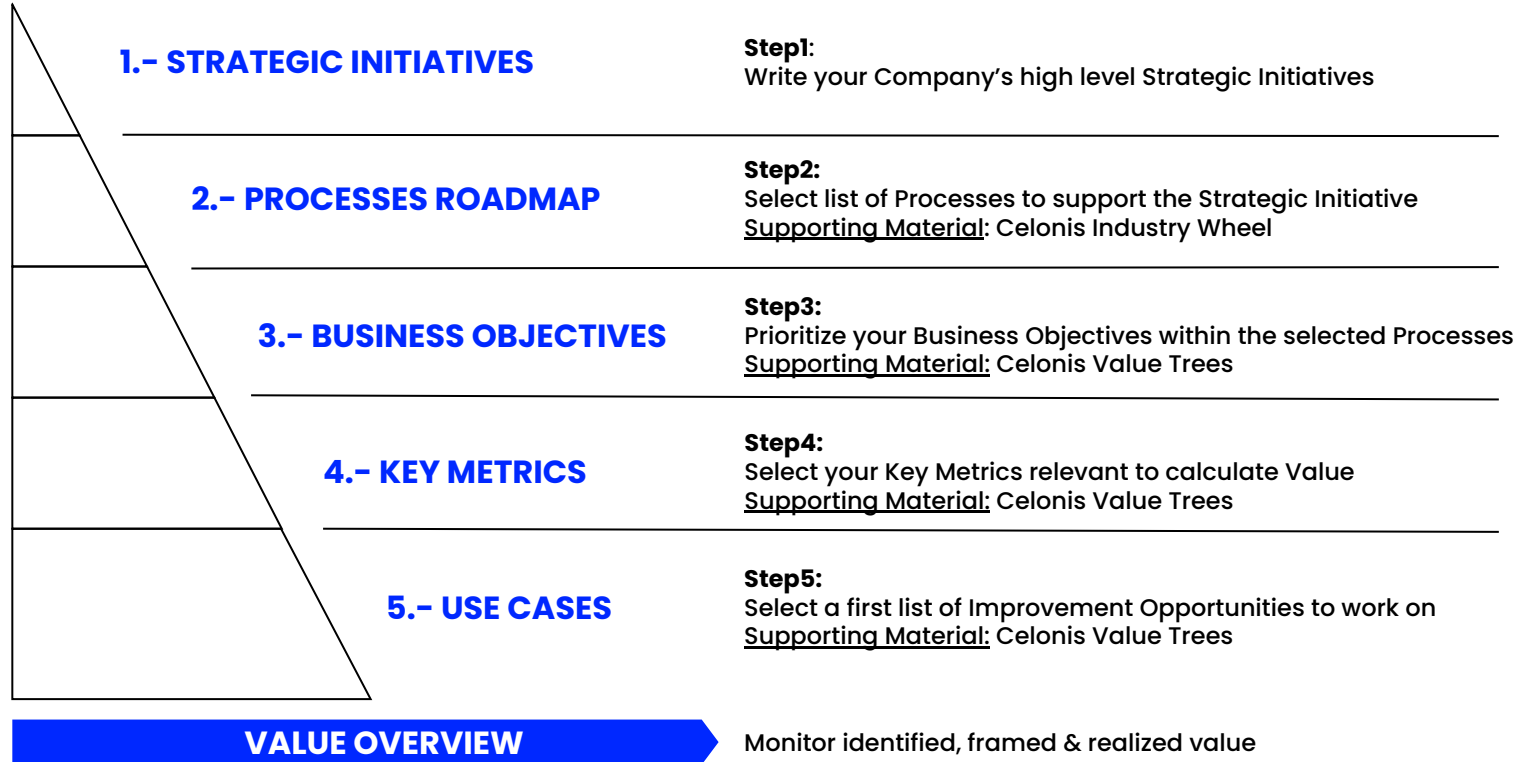 1.- STRATEGIC INITIATIVES
Step1:
Write your Company’s high level Strategic Initiatives
2.- PROCESSES ROADMAP
Step2:
Select list of Processes to support the Strategic Initiative
Supporting Material: Celonis Industry Wheel
3.- BUSINESS OBJECTIVES
Step3:
Prioritize your Business Objectives within the selected Processes
Supporting Material: Celonis Value Trees
4.- KEY METRICS
Step4:
Select your Key Metrics relevant to calculate Value
Supporting Material: Celonis Value Trees
5.- USE CASES
Step5:
Select a first list of Improvement Opportunities to work on
Supporting Material: Celonis Value Trees
VALUE OVERVIEW
Monitor identified, framed & realized value